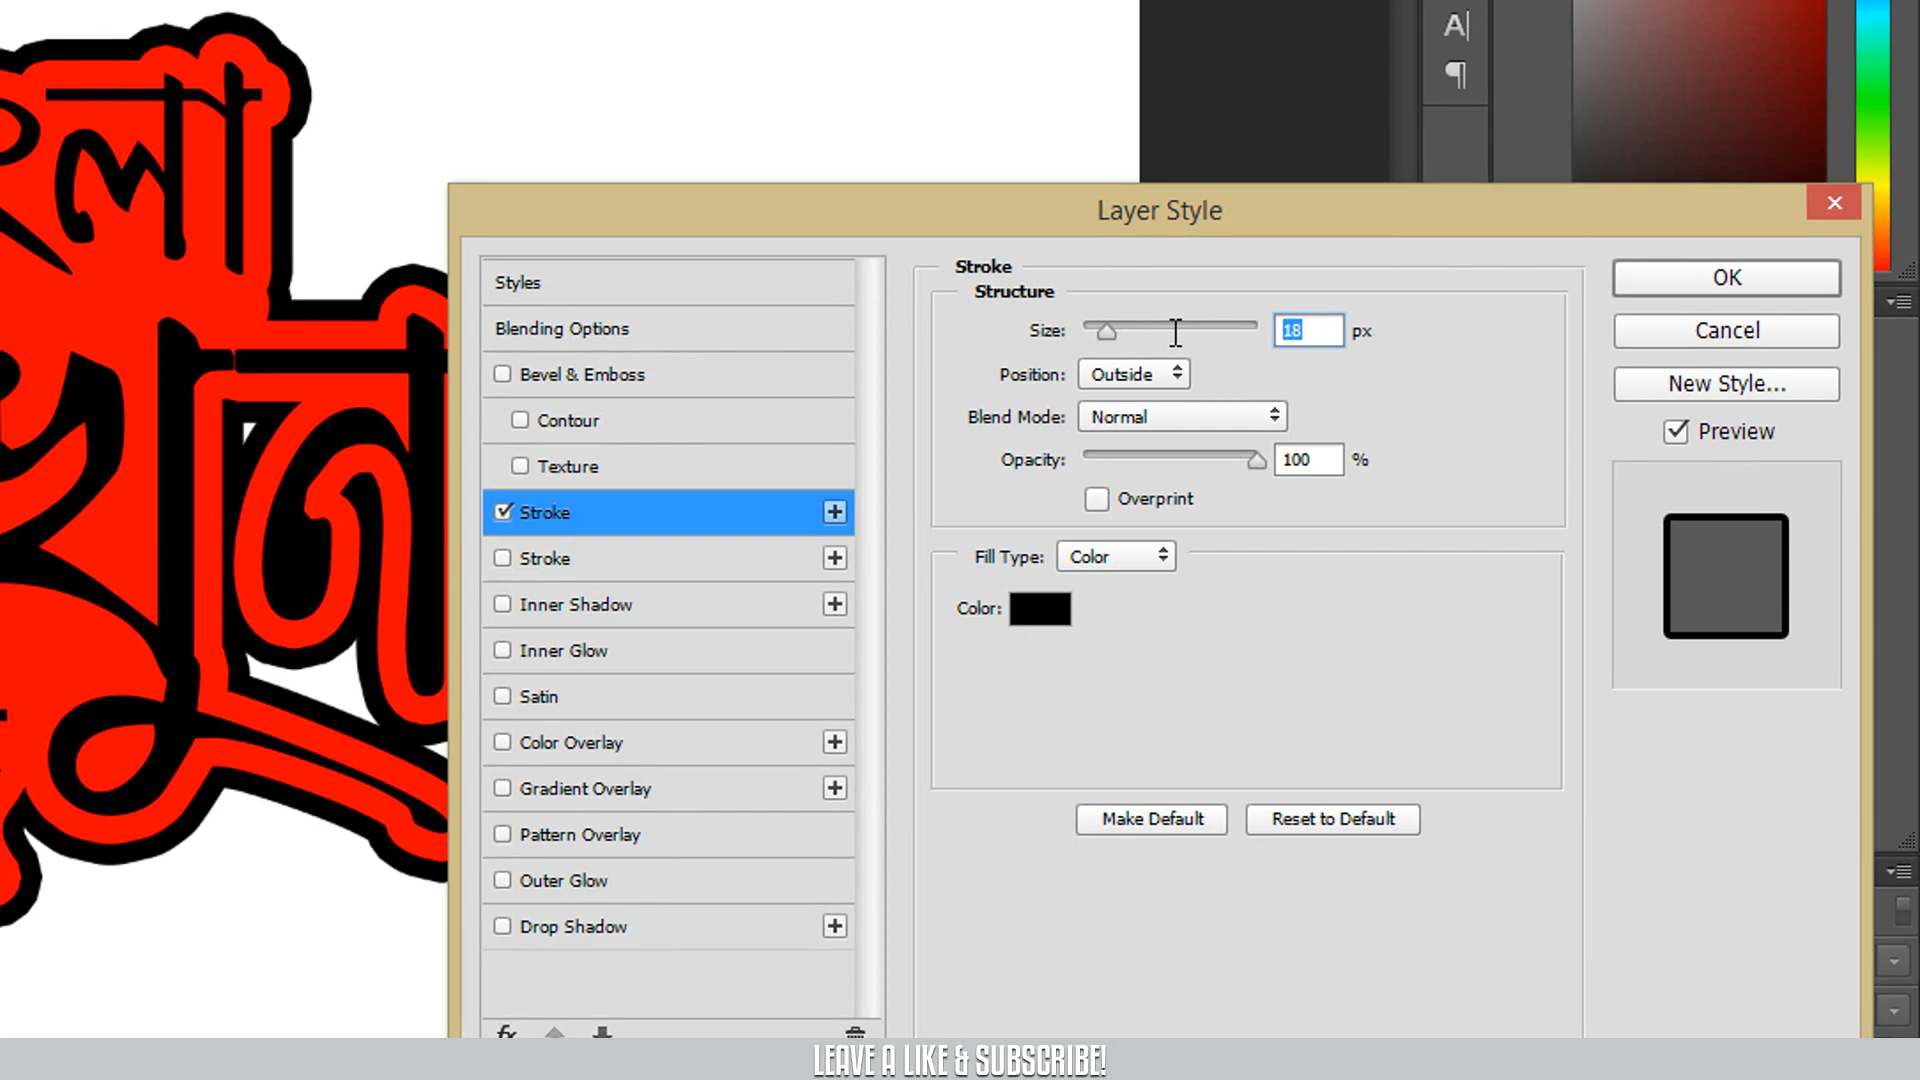 ংলা
খান
A|
¶
Layer Style
Styles
Blending Options
Bevel & Emboss
Contour
Texture
Stroke
Stroke
Inner Shadow
Inner Glow
Satin
Color Overlay
Gradient Overlay
Pattern Overlay
Outer Glow
Drop Shadow
fx
Stroke
Structure
Size: 18 px
Position: Outside
Blend Mode: Normal
Opacity: 100 %
Overprint
Fill Type: Color
Color:
Make Default Reset to Default
OK
Cancel
New Style...
Preview
LEAVE A LIKE & SUBSCRIBE!